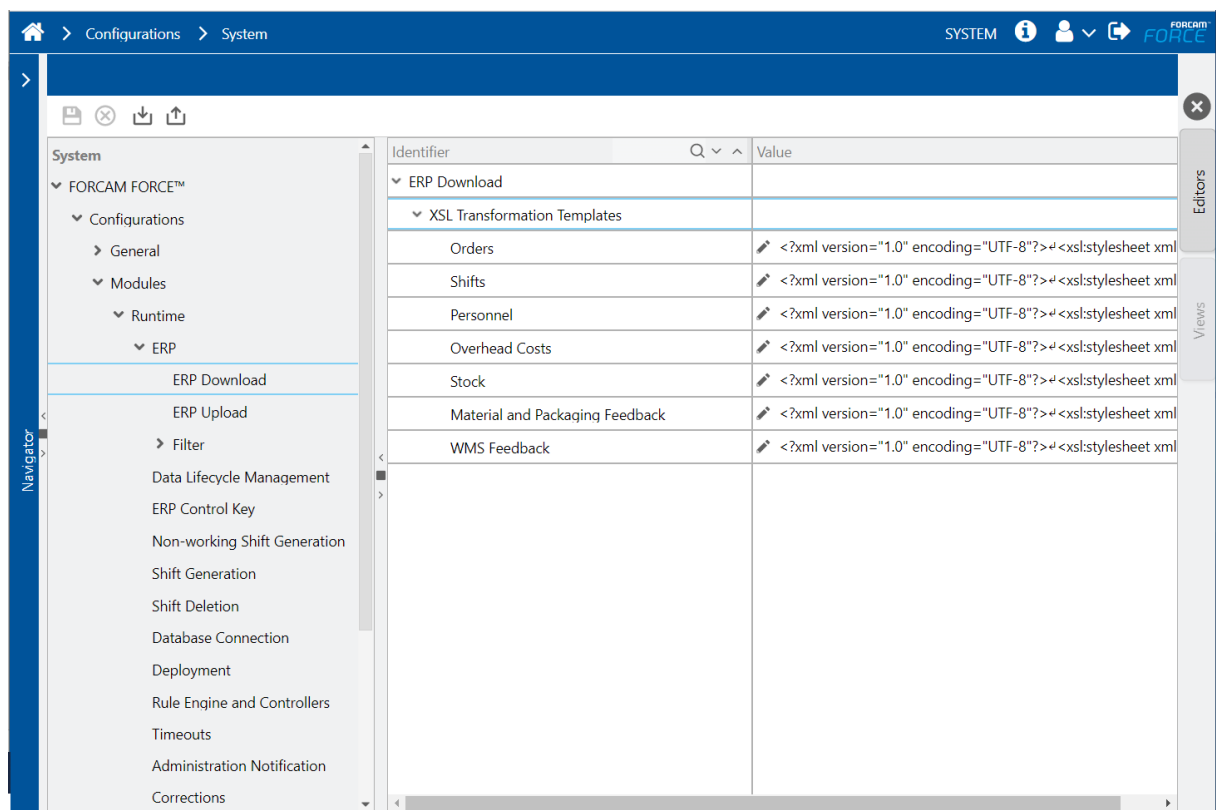 Configurations System SYSTEM FORCAM™ FORCE
System
FORCAM FORCE™
Configurations
General
Modules
Runtime
ERP
ERP Download
ERP Upload
Filter
Data Lifecycle Management
ERP Control Key
Non-working Shift Generation
Shift Generation
Shift Deletion
Database Connection
Deployment
Rule Engine and Controllers
Timeouts
Administration Notification
Corrections
Navigator
Identifier Value
ERP Download
XSL Transformation Templates
Orders <?xml version="1.0" encoding="UTF-8"?>↵<xsl:stylesheet xml
Shifts <?xml version="1.0" encoding="UTF-8"?>↵<xsl:stylesheet xml
Personnel <?xml version="1.0" encoding="UTF-8"?>↵<xsl:stylesheet xml
Overhead Costs <?xml version="1.0" encoding="UTF-8"?>↵<xsl:stylesheet xml
Stock <?xml version="1.0" encoding="UTF-8"?>↵<xsl:stylesheet xml
Material and Packaging Feedback <?xml version="1.0" encoding="UTF-8"?>↵<xsl:stylesheet xml
WMS Feedback <?xml version="1.0" encoding="UTF-8"?>↵<xsl:stylesheet xml
Editors
Views